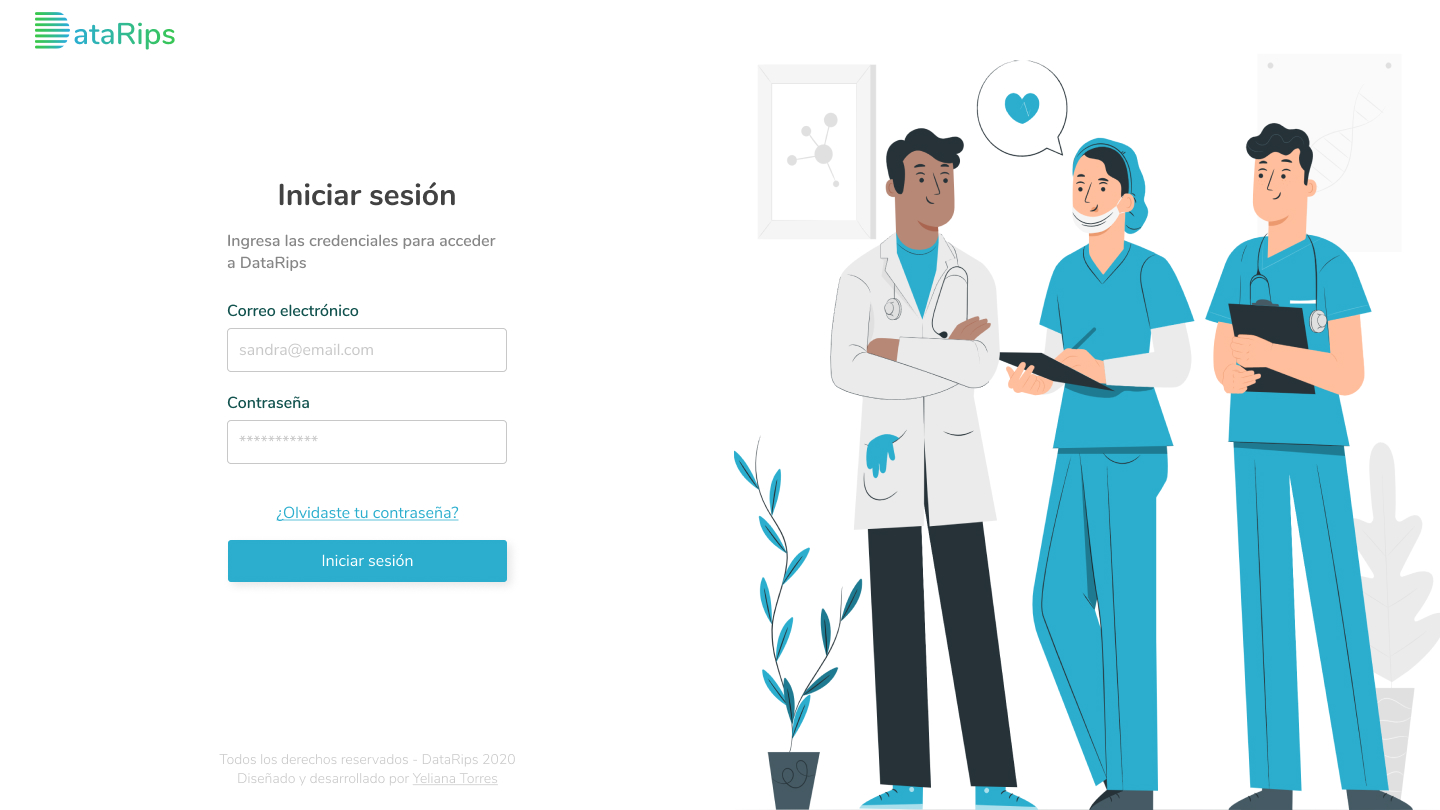 DataRips
Iniciar sesión
Ingresa las credenciales para acceder
a DataRips
Correo electrónico
sandra@email.com
Contraseña
***********
¿Olvidaste tu contraseña?
Iniciar sesión
Todos los derechos reservados - DataRips 2020
Diseñado y desarrollado por Yeliana Torres